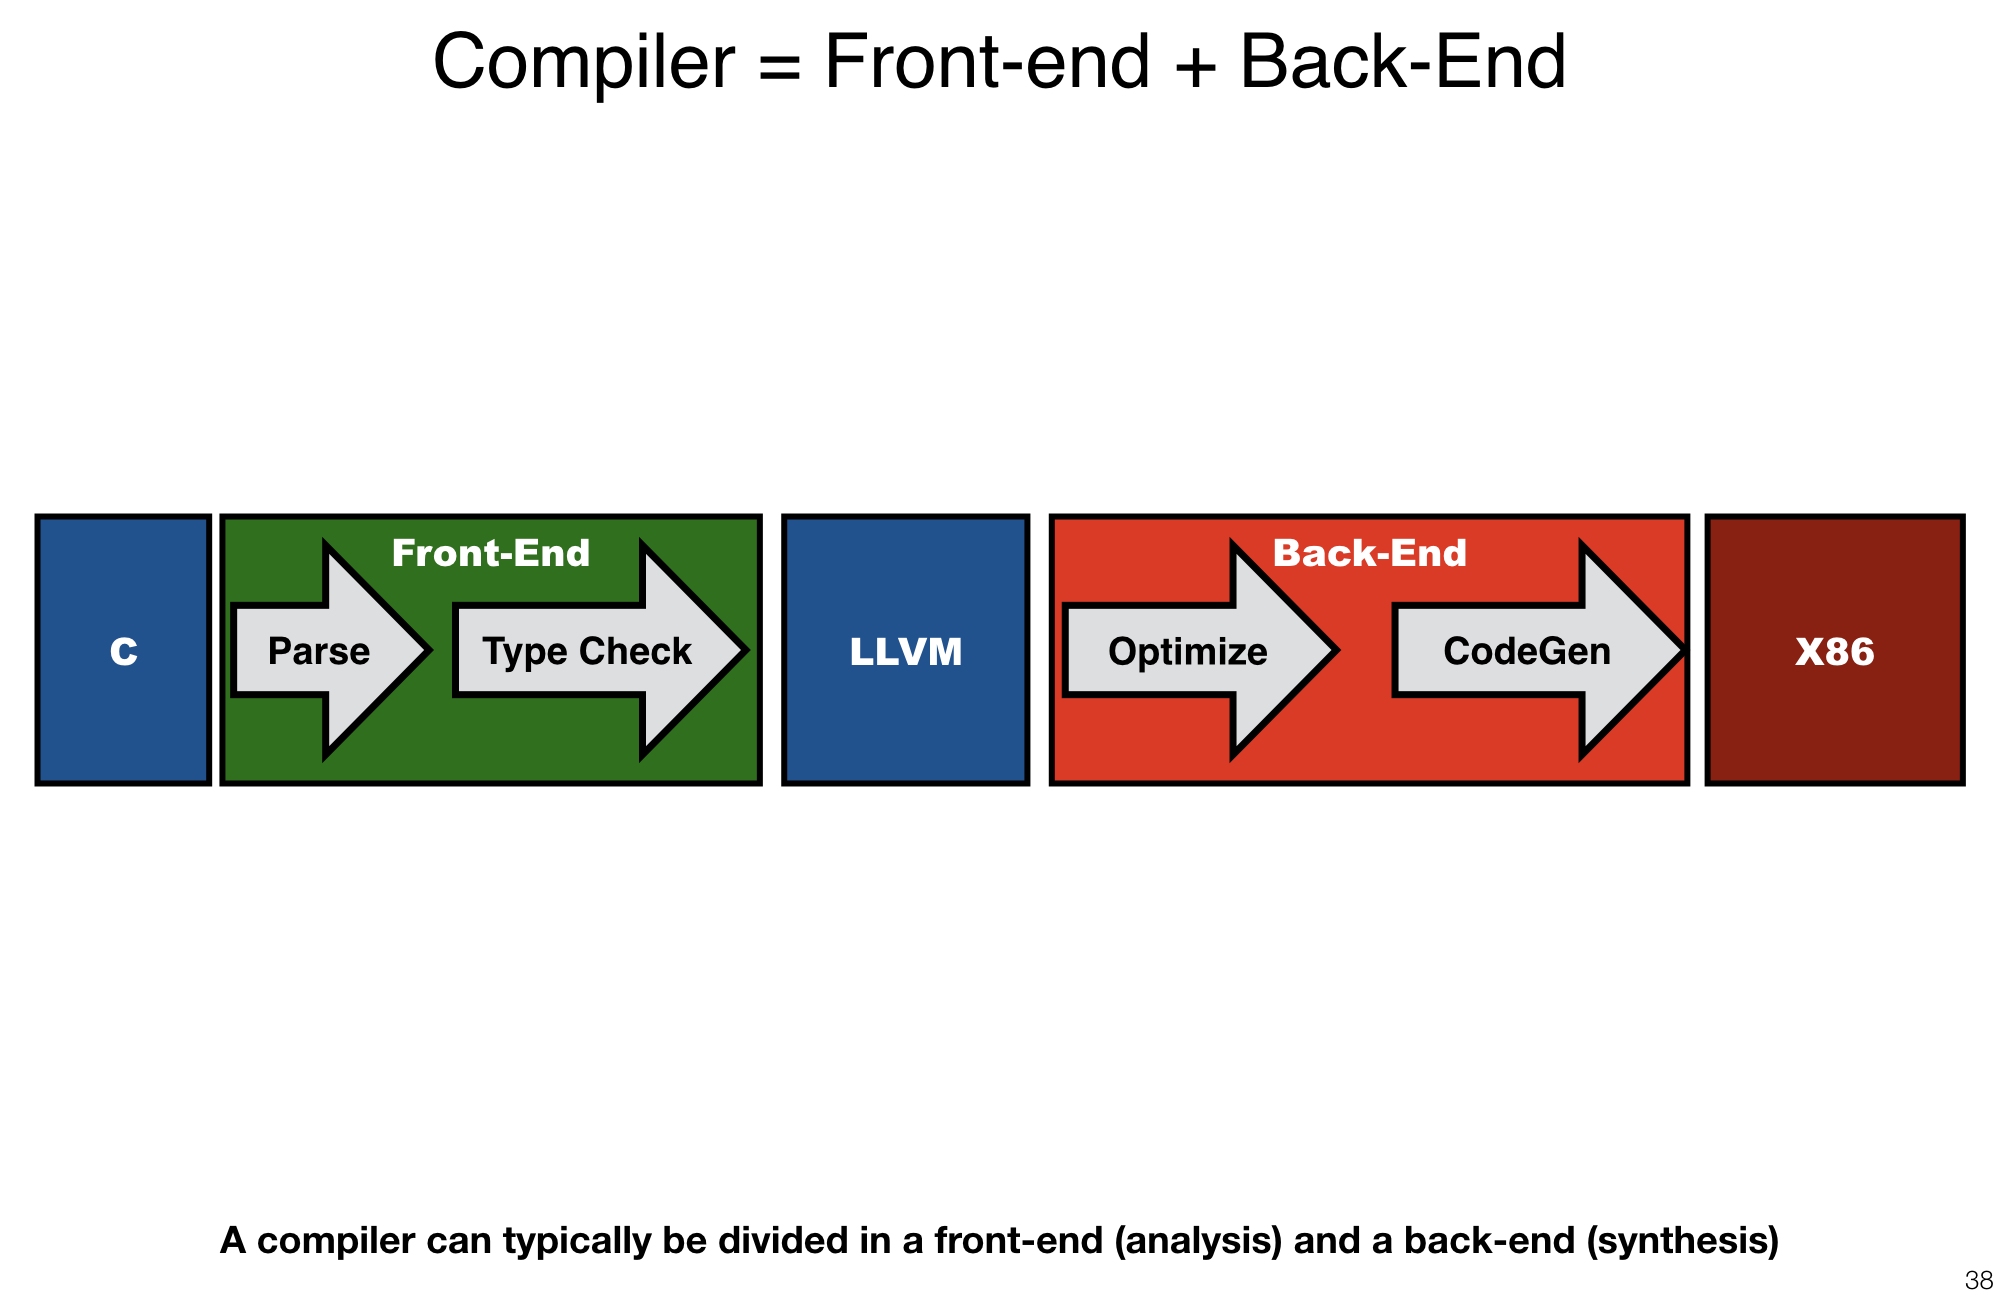 Compiler = Front-end + Back-End
Front-End
Back-End
C
Parse
Type Check
LLVM
Optimize
CodeGen
X86
A compiler can typically be divided in a front-end (analysis) and a back-end (synthesis)
38